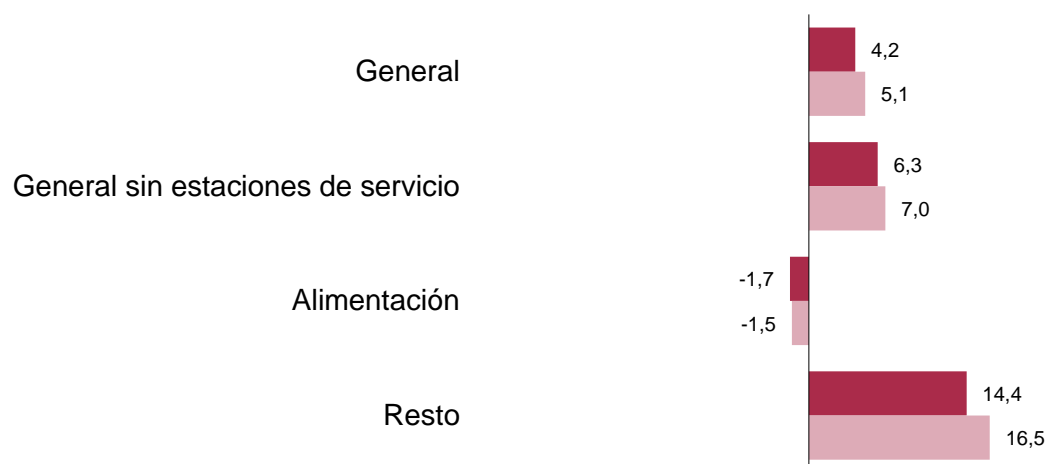 General
4,2
5,1
General sin estaciones de servicio
6,3
7,0
Alimentación
-1,7
-1,5
Resto
14,4
16,5